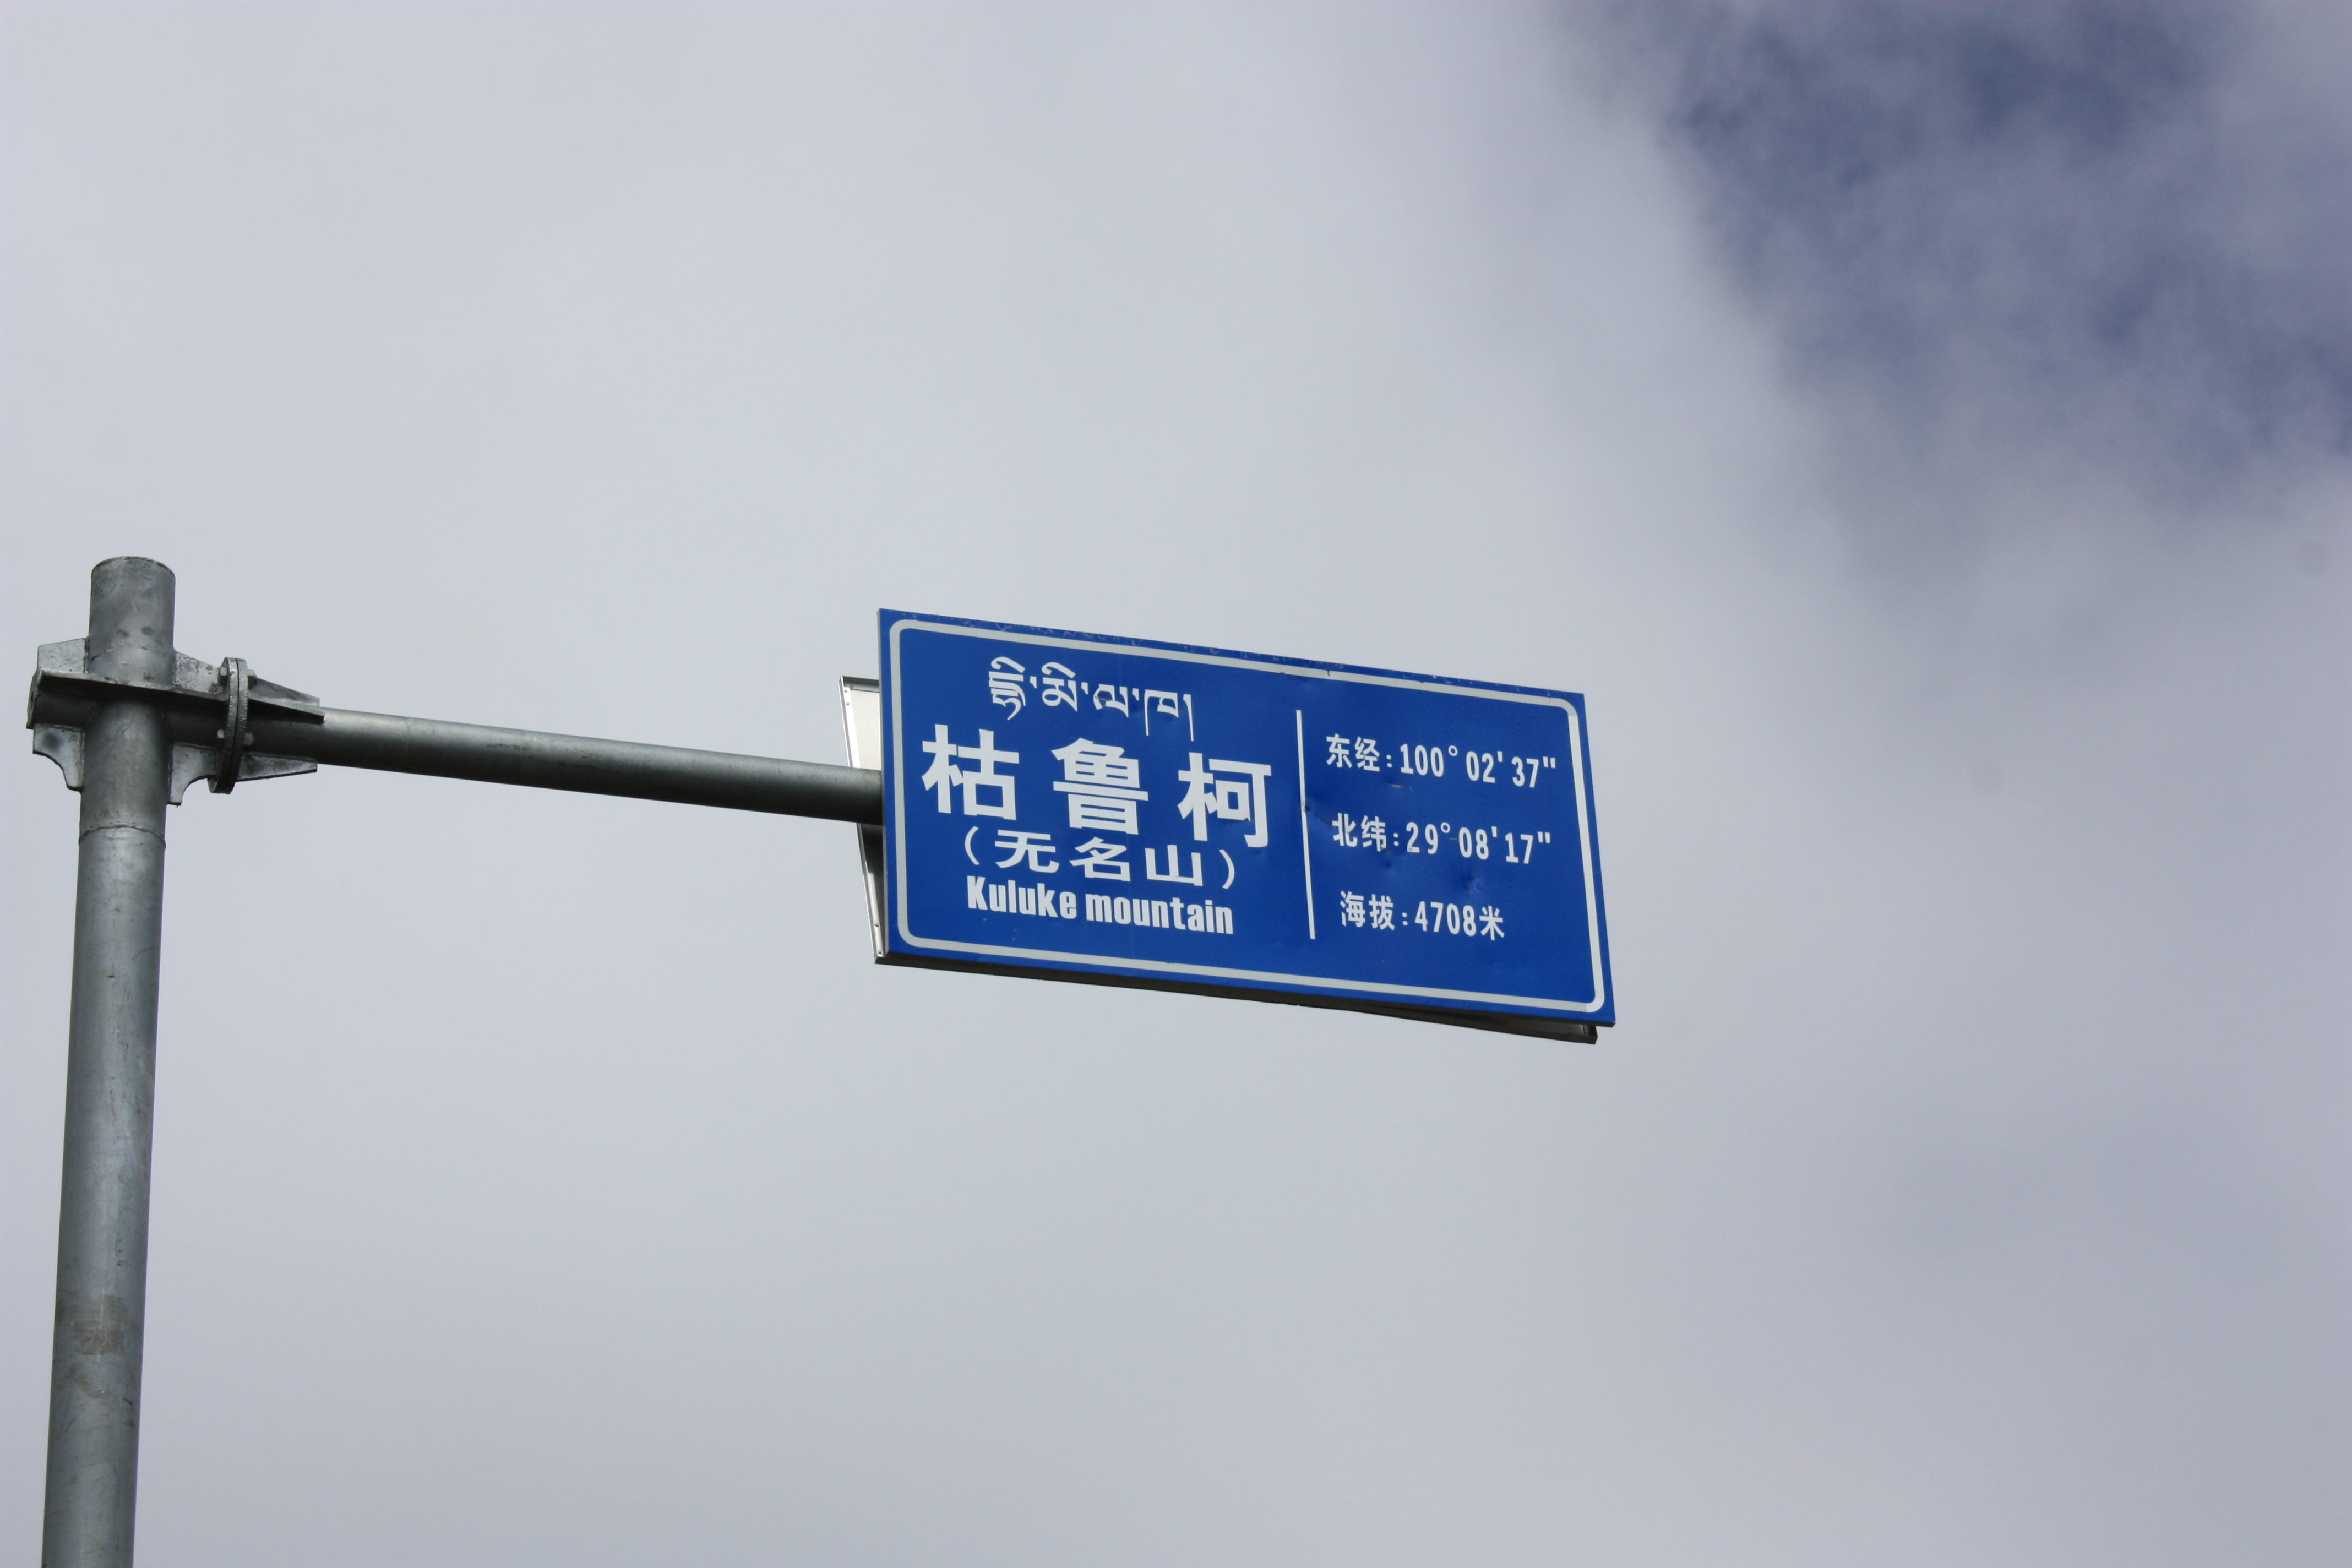 རྙི་མི་ལ་ཁ།
枯鲁柯
（无名山）
Kuluke mountain
东经:100°02'37"
北纬:29°08'17"
海拔:4708米